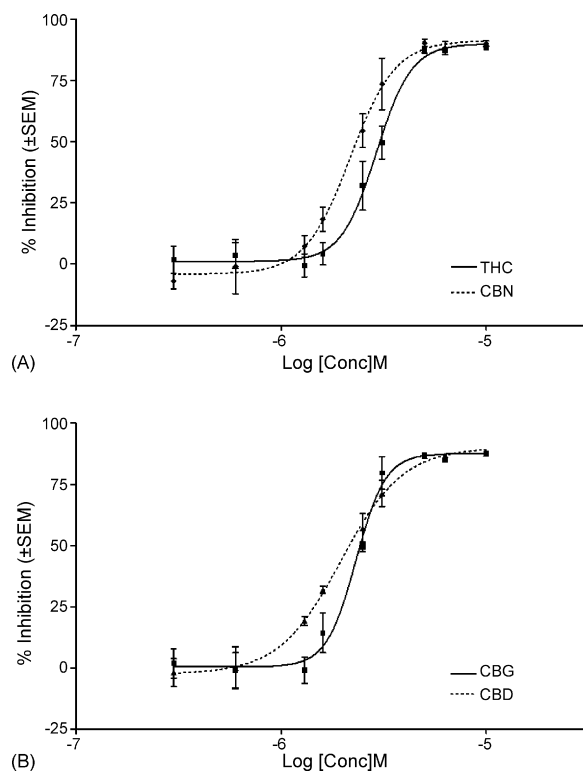 100
75
50
25
0
-25
% Inhibition (±SEM)
THC
CBN
-7
-6
-5
Log [Conc]M
(A)
100
75
50
25
0
-25
% Inhibition (±SEM)
CBG
CBD
-7
-6
-5
Log [Conc]M
(B)